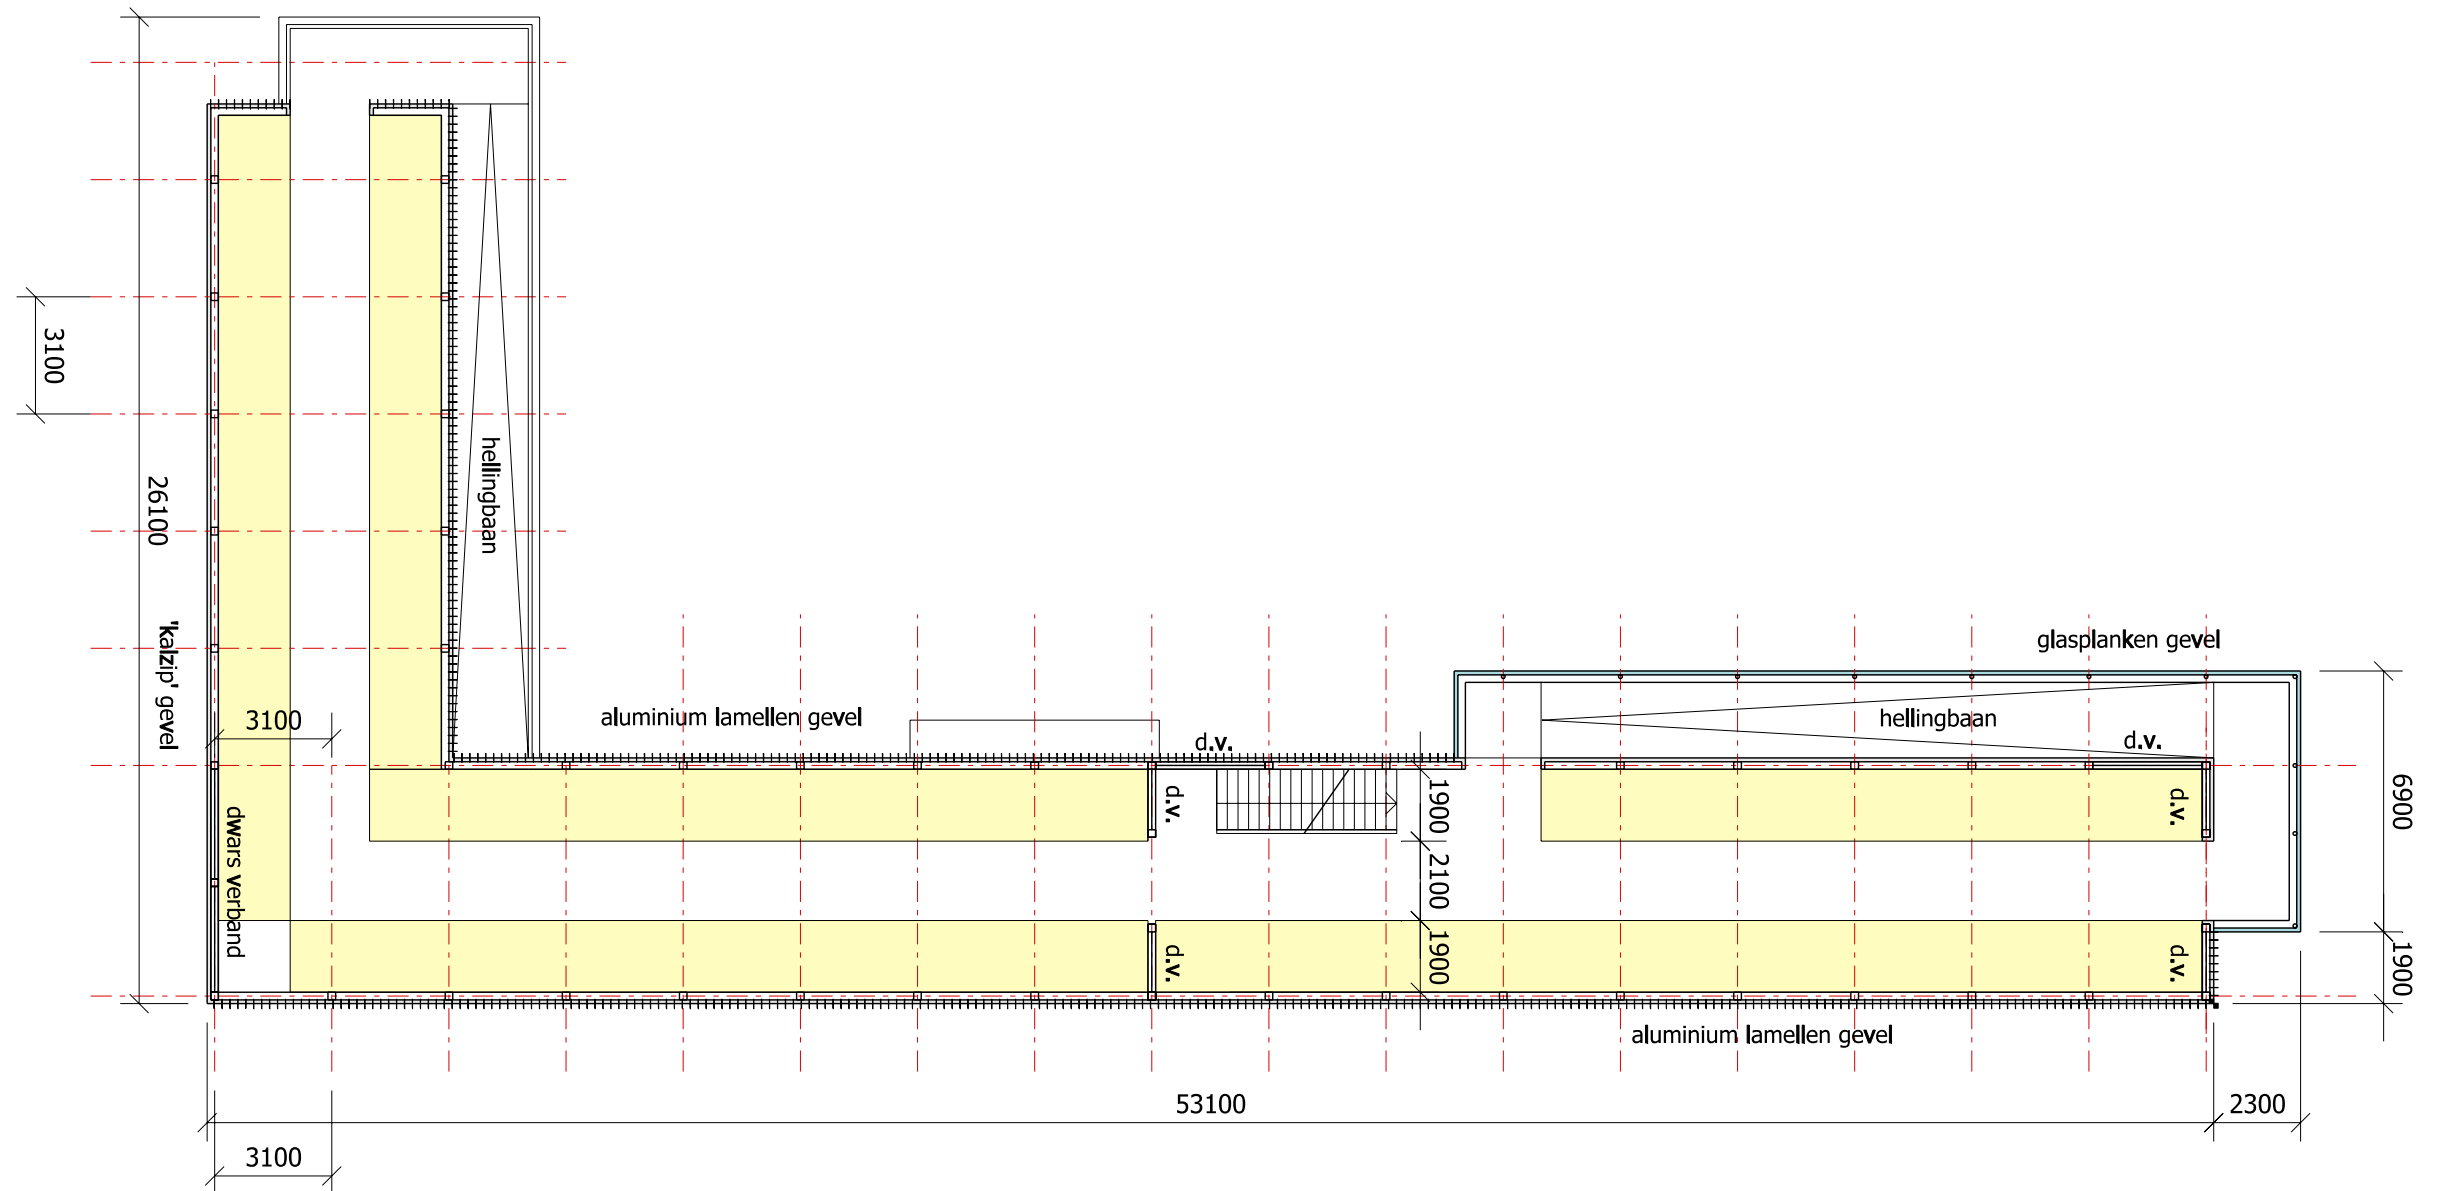 3100
26100
'kalzip' gevel
hellingbaan
3100
dwars verband
aluminium lamellen gevel
d.v.
d.v.
d.v.
1900
2100
1900
glasplanken gevel
hellingbaan
d.v.
d.v.
d.v.
6900
1900
aluminium lamellen gevel
53100
2300
3100